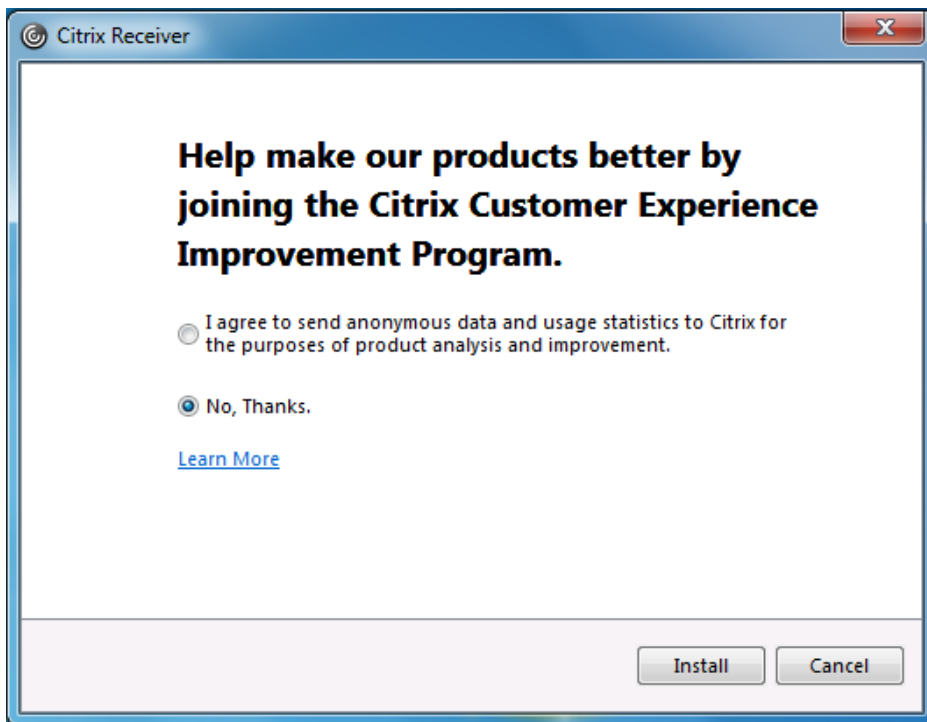 Citrix Receiver
Help make our products better by
joining the Citrix Customer Experience
Improvement Program.
I agree to send anonymous data and usage statistics to Citrix for
the purposes of product analysis and improvement.
No, Thanks.
Learn More
Install Cancel